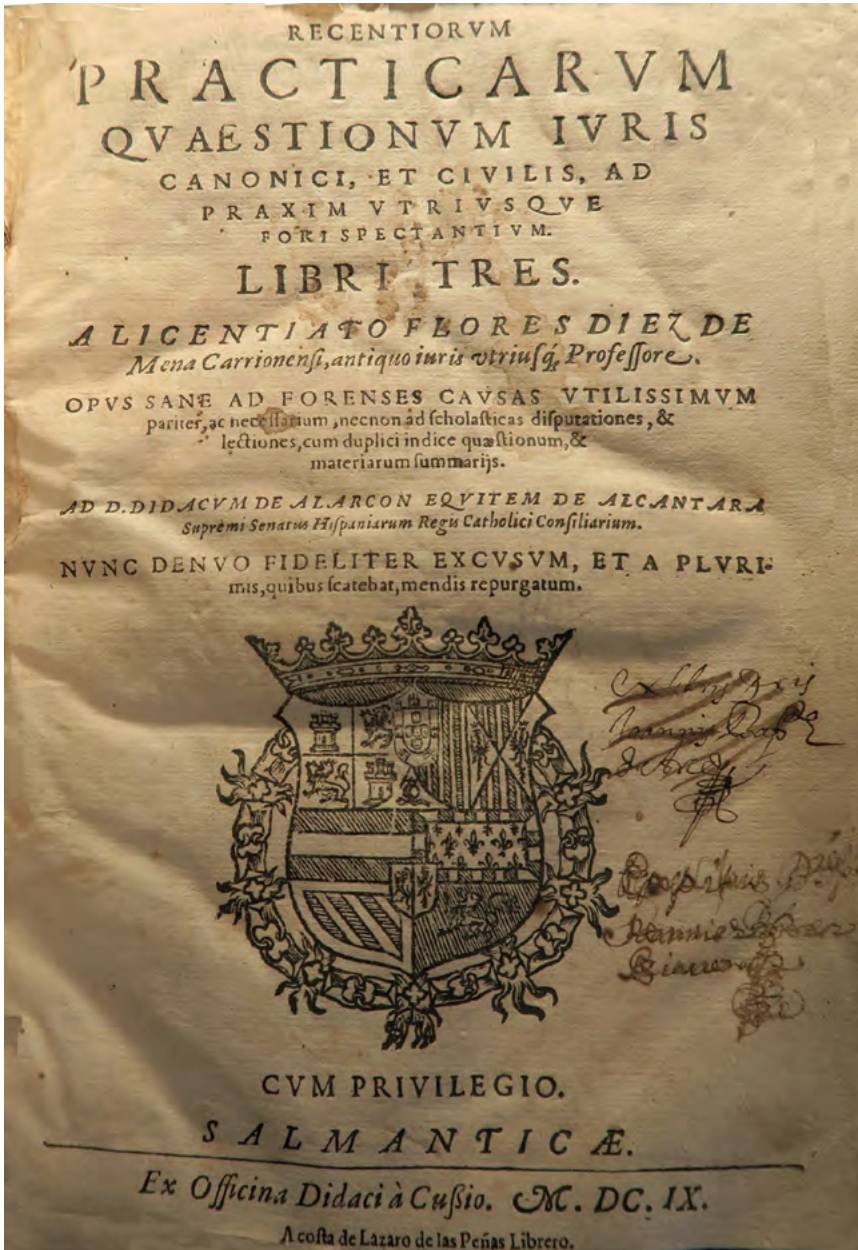 RECENTIORVM
PRACTICARVM
QVAESTIONVM IVRIS
CANONICI, ET CIVILIS, AD
PRAXIM VTRIVSQVE
FORI SPECTANTIVM.
LIBRI TRES.
A LICENTIATO FLORES DIEZ DE
Mena Carrionensi, antiquo iuris vtriusq́; Professore.
OPVS SANE AD FORENSES CAVSAS VTILISSIMVM
pariter, ac necessarium, necnon ad scholasticas disputationes, &
lectiones, cum duplici indice quæstionum, &
materiarum summarijs.
AD D. DIDACVM DE ALARCON EQVITEM DE ALCANTARA
Supremi Senatus Hispaniarum Regis Catholici Consiliarium.
NVNC DENVO FIDELITER EXCVSVM, ET A PLVRI-
mis, quibus scatebat, mendis repurgatum.
Ex libris
CVM PRIVILEGIO.
SALMANTICÆ.
Ex Officina Didaci à Cussio. M. DC. IX.
A costa de Lazaro de las Peñas Librero.